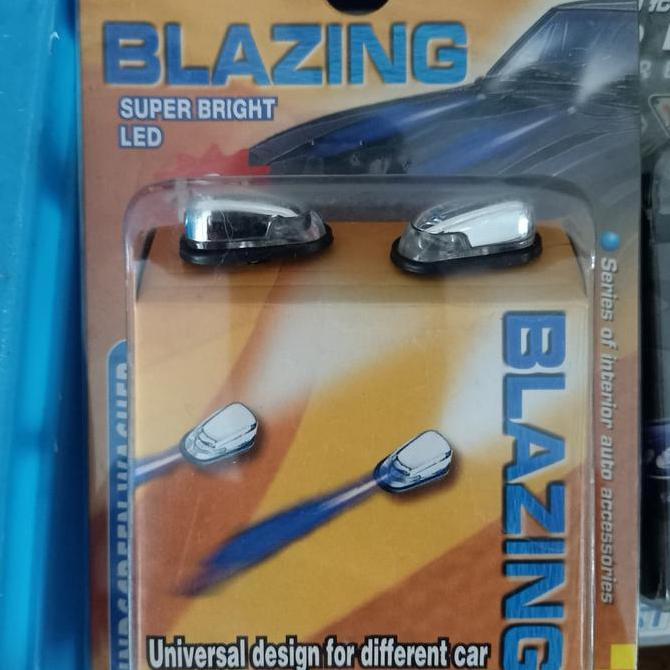 BLAZING
SUPER BRIGHT
LED
Series of interior auto accessories
BLAZING
Universal design for different car